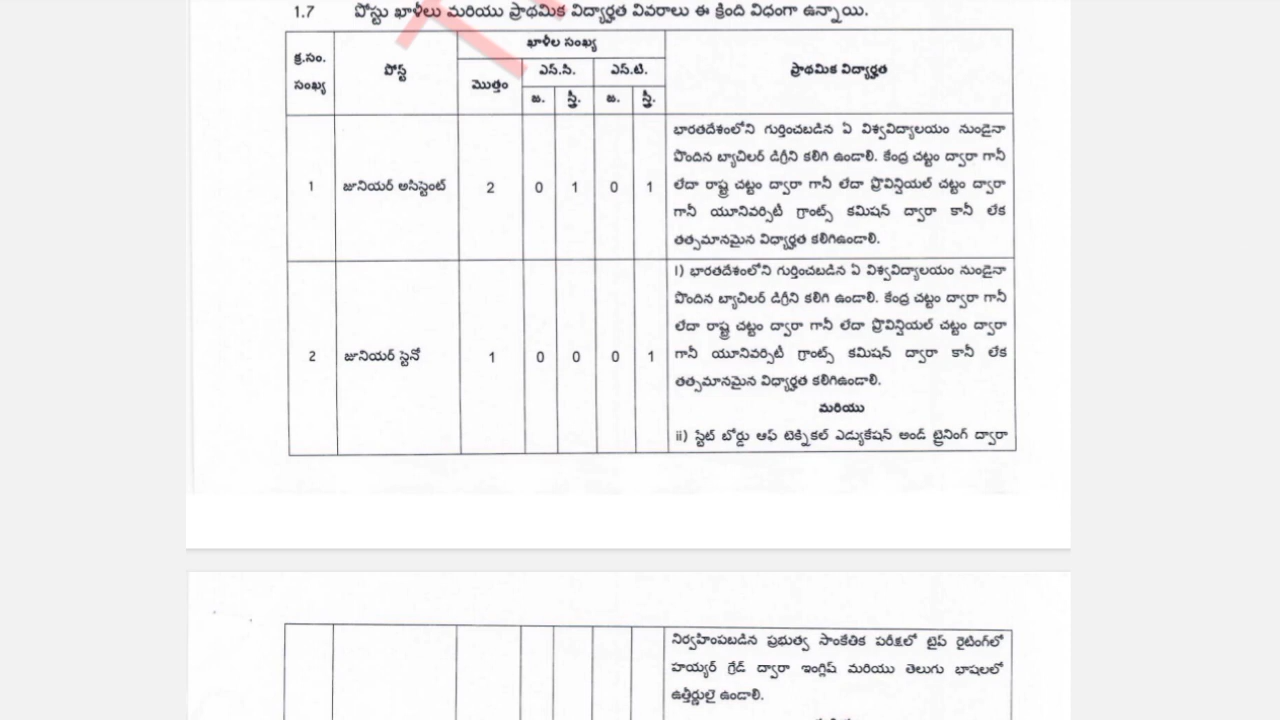 1.7 పోస్టు ఖాళీలు మరియు ప్రాథమిక విద్యార్హత వివరాలు ఈ క్రింది విధంగా ఉన్నాయి.
క్ర.సం. సంఖ్య పోస్ట్ ఖాళీల సంఖ్య ప్రాథమిక విద్యార్హత
మొత్తం ఎస్.సి. ఎస్.టి.
జ. స్త్రీ. జ. స్త్రీ.
భారతదేశంలోని గుర్తించబడిన ఏ విశ్వవిద్యాలయం నుండైనా
పొందిన బ్యాచిలర్ డిగ్రీని కలిగి ఉండాలి. కేంద్ర చట్టం ద్వారా గానీ
1 జూనియర్ అసిస్టెంట్ 2 0 1 0 1 లేదా రాష్ట్ర చట్టం ద్వారా గానీ లేదా ప్రొవిన్షియల్ చట్టం ద్వారా
గానీ యూనివర్సిటీ గ్రాంట్స్ కమిషన్ ద్వారా కానీ లేక
తత్సమానమైన విధ్యార్హత కలిగిఉండాలి.
i) భారతదేశంలోని గుర్తించబడిన ఏ విశ్వవిద్యాలయం నుండైనా
పొందిన బ్యాచిలర్ డిగ్రీని కలిగి ఉండాలి. కేంద్ర చట్టం ద్వారా గానీ
లేదా రాష్ట్ర చట్టం ద్వారా గానీ లేదా ప్రొవిన్షియల్ చట్టం ద్వారా
2 జూనియర్ స్టెనో 1 0 0 0 1 గానీ యూనివర్సిటీ గ్రాంట్స్ కమిషన్ ద్వారా కానీ లేక
తత్సమానమైన విధ్యార్హత కలిగిఉండాలి.
మరియు
ii) స్టేట్ బోర్డు ఆఫ్ టెక్నికల్ ఎడ్యుకేషన్ అండ్ ట్రైనింగ్ ద్వారా
నిర్వహింపబడిన ప్రభుత్వ సాంకేతిక పరీక్షలో టైప్ రైటింగ్‌లో
హయ్యర్ గ్రేడ్ ద్వారా ఇంగ్లిష్ మరియు తెలుగు భాషలలో
ఉత్తీర్ణులై ఉండాలి.